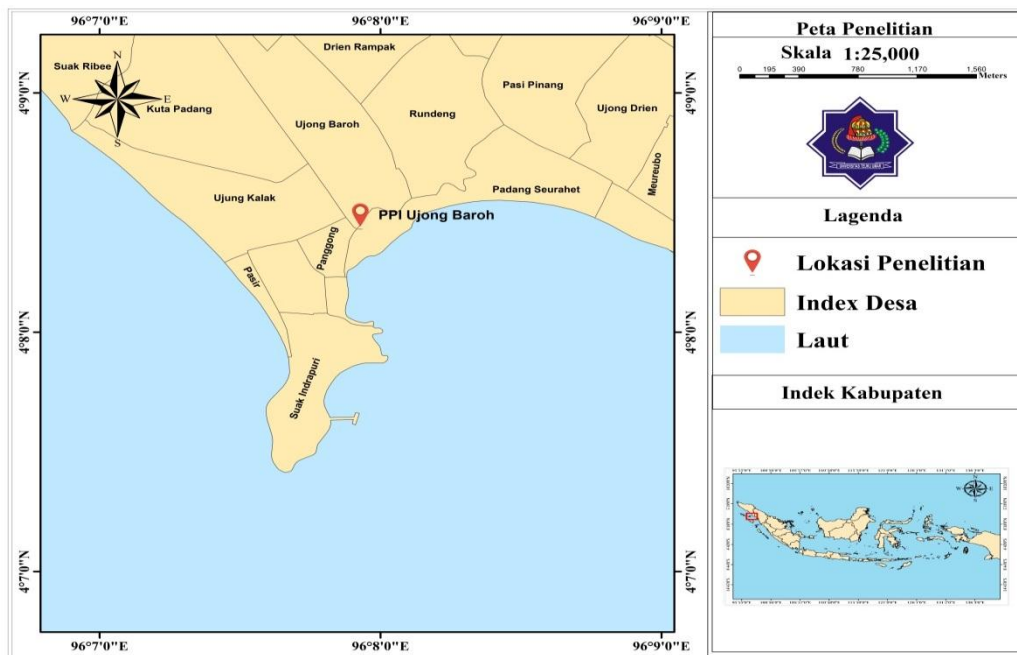 96°7'0"E 96°8'0"E 96°9'0"E
4°9'0"N
4°8'0"N
4°7'0"N
N
W E
S
Suak Ribee
Kuta Padang
Drien Rampak
Ujong Baroh
Rundeng
Pasi Pinang
Ujong Drien
Meureubo
Padang Seurahet
Ujung Kalak
PPI Ujong Baroh
Panggong
Pasir
Suak Indrapuri
4°9'0"N
4°8'0"N
4°7'0"N
96°7'0"E 96°8'0"E 96°9'0"E
Peta Penelitian
Skala 1:25,000
0 195 390 780 1,170 1,560
Meters
Lagenda
Lokasi Penelitian
Index Desa
Laut
Indek Kabupaten